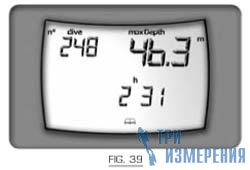 n° dive maxDepth
248 46.3 m
h
2 31
FIG. 39
ТРИ
ИЗМЕРЕНИЯ